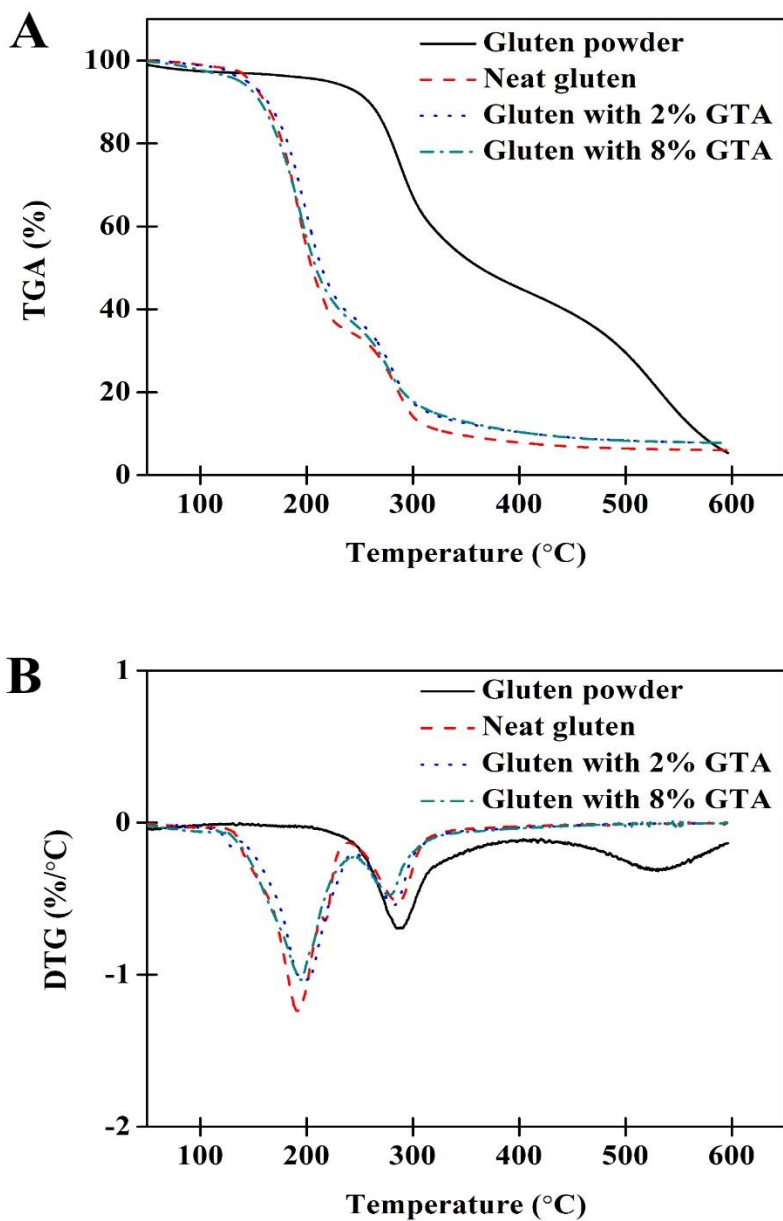 A
Gluten powder
Neat gluten
Gluten with 2% GTA
Gluten with 8% GTA
TGA (%)
100
80
60
40
20
0
100 200 300 400 500 600
Temperature (°C)
B
Gluten powder
Neat gluten
Gluten with 2% GTA
Gluten with 8% GTA
DTG (%/°C)
1
0
-1
-2
100 200 300 400 500 600
Temperature (°C)